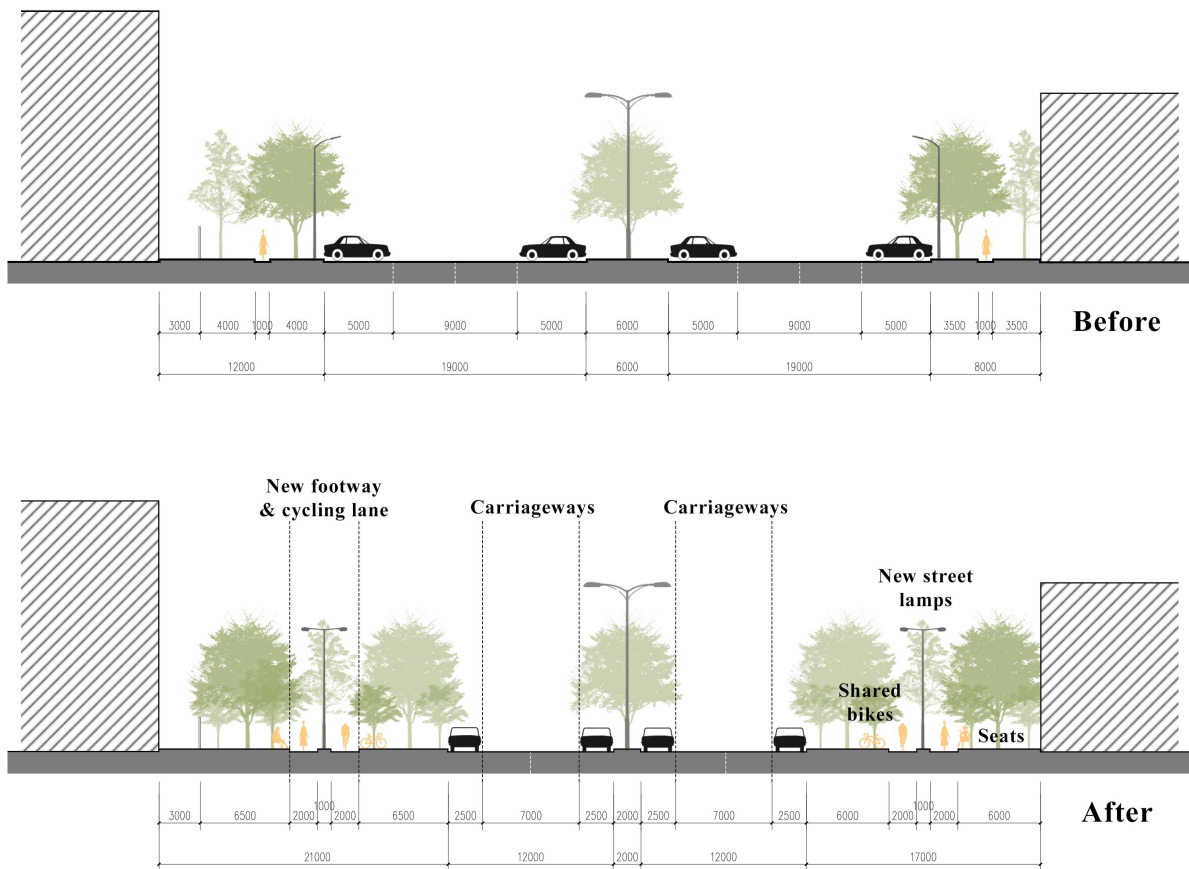 3000 4000 1000 4000 5000 9000 5000 6000 5000 9000 5000 3500 1000 3500
Before
12000 19000 6000 19000 8000
New footway
& cycling lane
Carriageways
Carriageways
New street
lamps
Shared
bikes
Seats
1000 1000
3000 6500 2000 2000 6500 2500 7000 2500 2000 2500 7000 2500 6000 2000 2000 6000
After
21000 12000 2000 12000 17000